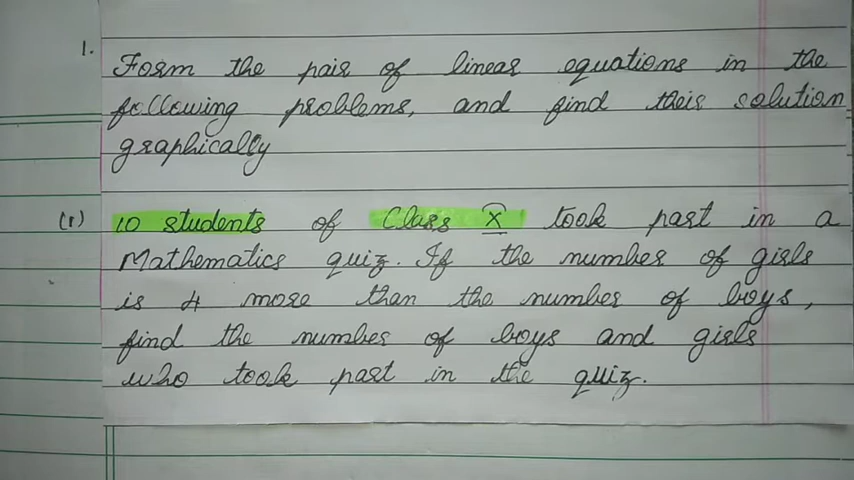 1.
Form the pair of linear equations in the
following problems, and find their solution
graphically
(i) 10 students of Class X took part in a
Mathematics quiz. If the number of girls
is 4 more than the number of boys,
find the number of boys and girls
who took part in the quiz.